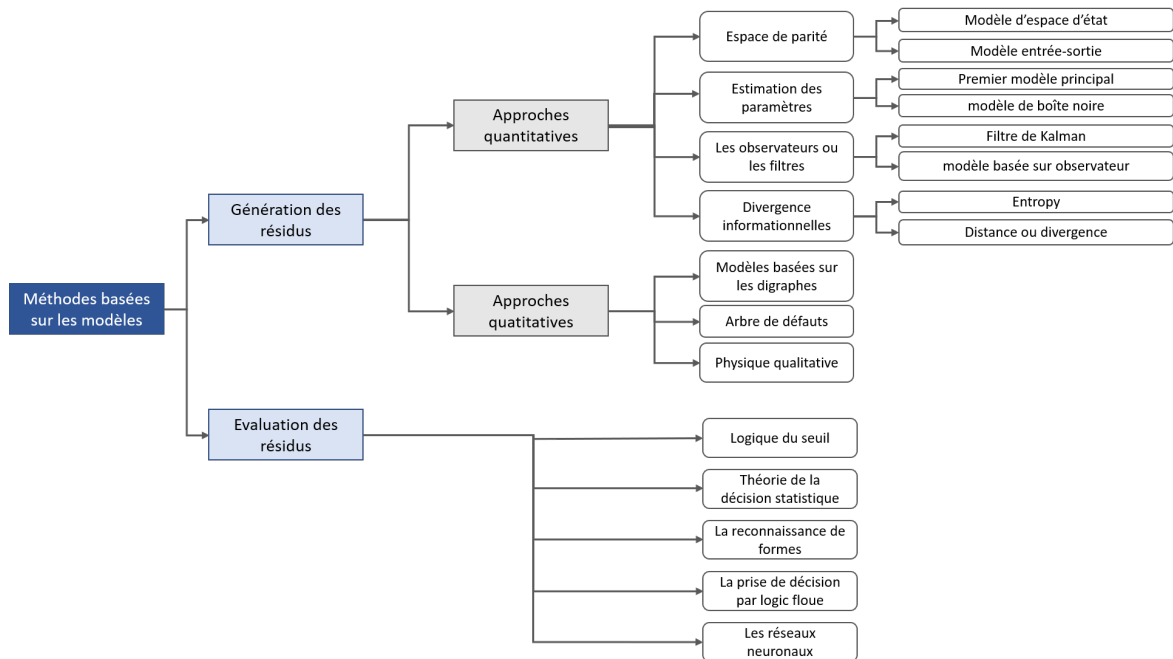 Méthodes basées
sur les modèles
Génération des
résidus
Approches
quantitatives
Espace de parité
Modèle d'espace d'état
Modèle entrée-sortie
Estimation des
paramètres
Premier modèle principal
modèle de boîte noire
Les observateurs ou
les filtres
Filtre de Kalman
modèle basée sur observateur
Divergence
informationnelles
Entropy
Distance ou divergence
Approches
quatitatives
Modèles basées sur
les digraphes
Arbre de défauts
Physique qualitative
Evaluation des
résidus
Logique du seuil
Théorie de la
décision statistique
La reconnaissance de
formes
La prise de décision
par logic floue
Les réseaux
neuronaux